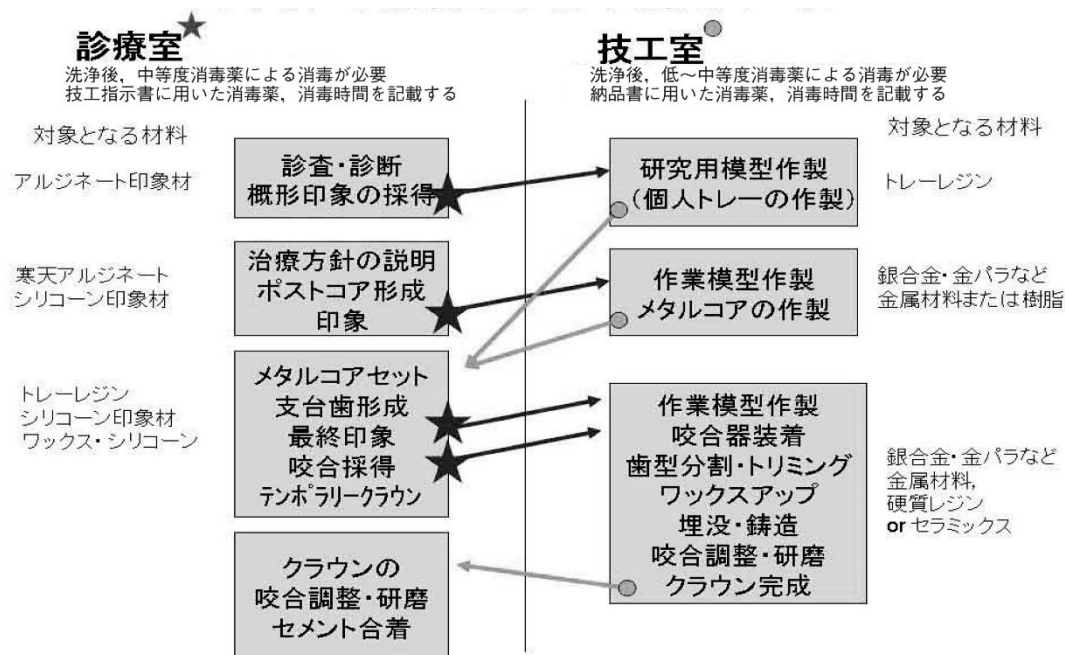 診療室
洗浄後,中等度消毒薬による消毒が必要
技工指示書に用いた消毒薬,消毒時間を記載する
対象となる材料
アルジネート印象材
診査・診断
概形印象の採得
寒天アルジネート
シリコーン印象材
治療方針の説明
ポストコア形成
印象
トレーレジン
シリコーン印象材
ワックス・シリコーン
メタルコアセット
支台歯形成
最終印象
咬合採得
テンポラリークラウン
クラウンの
咬合調整・研磨
セメント合着
技工室
洗浄後,低〜中等度消毒薬による消毒が必要
納品書に用いた消毒薬,消毒時間を記載する
対象となる材料
研究用模型作製
(個人トレーの作製)
トレーレジン
作業模型作製
メタルコアの作製
銀合金・金パラなど
金属材料または樹脂
作業模型作製
咬合器装着
歯型分割・トリミング
ワックスアップ
埋没・鋳造
咬合調整・研磨
クラウン完成
銀合金・金パラなど
金属材料,
硬質レジン
or セラミックス